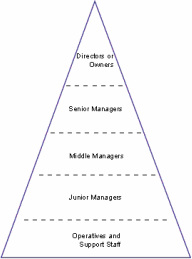 Directors or
Owners
Senior Managers
Middle Managers
Junior Managers
Operatives and
Support Staff